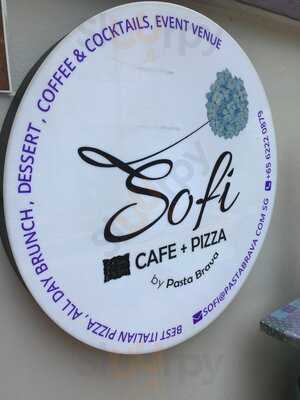 BEST ITALIAN PIZZA, ALL DAY BRUNCH, DESSERT, COFFEE & COCKTAILS, EVENT VENUE
+65 6222 0879
SOFI@PASTABRAVA.COM.SG
Sofi
CAFE + PIZZA
by Pasta Brava